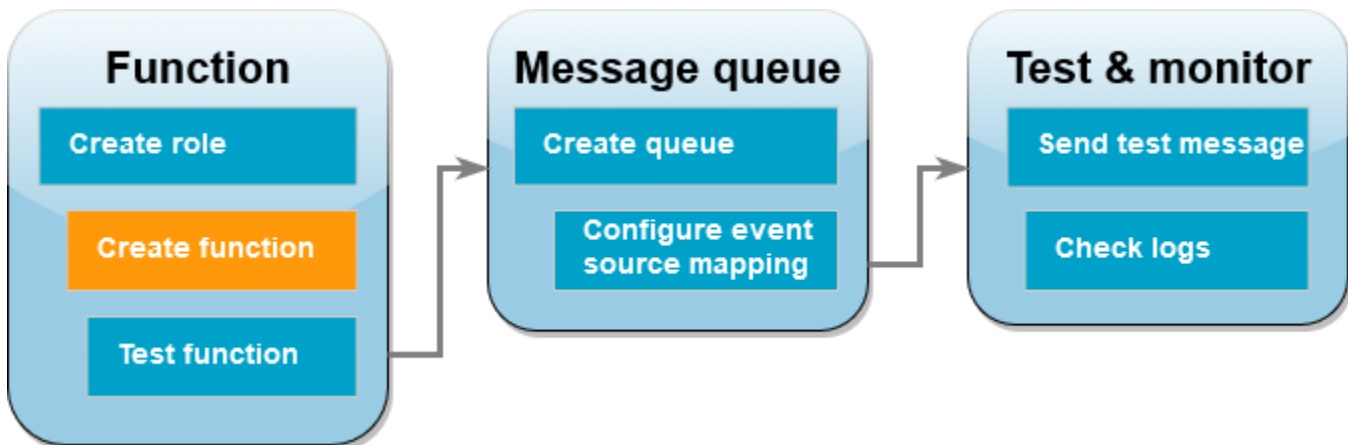 Function
Create role
Create function
Test function
Message queue
Create queue
Configure event
source mapping
Test & monitor
Send test message
Check logs